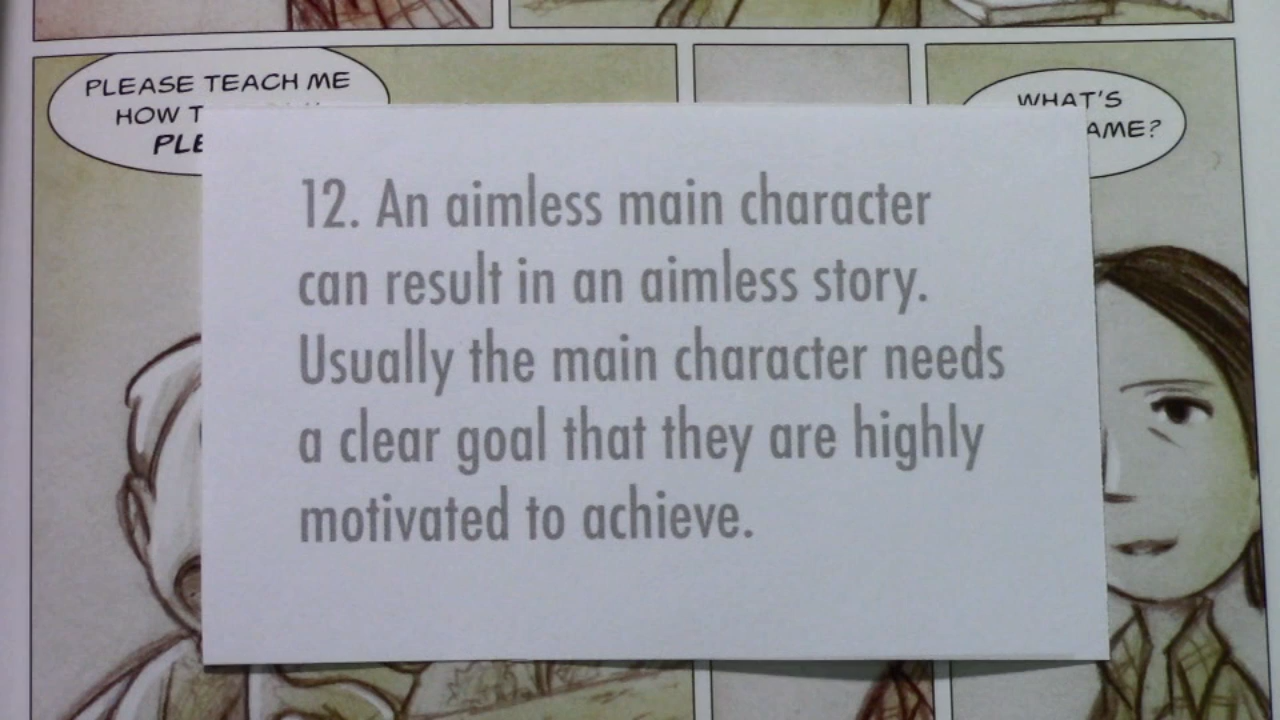 PLEASE TEACH ME
HOW
WHAT'S
12. An aimless main character
can result in an aimless story.
Usually the main character needs
a clear goal that they are highly
motivated to achieve.